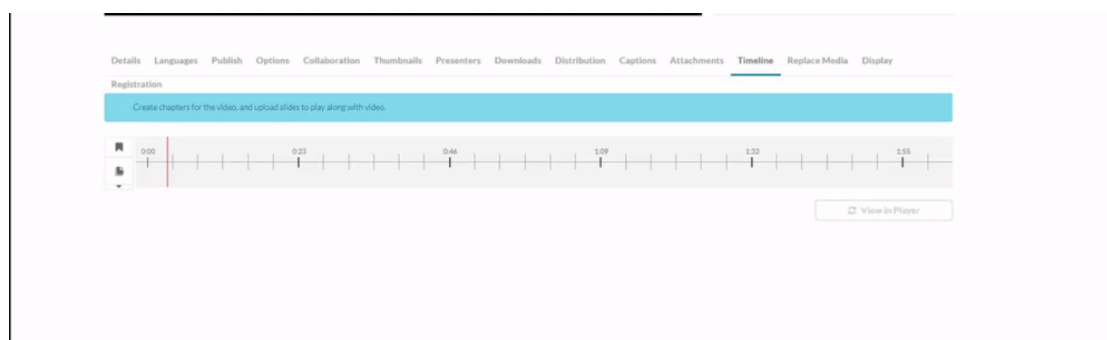 Details Languages Publish Options Collaboration Thumbnails Presenters Downloads Distribution Captions Attachments Timeline Replace Media Display
Registration
Create chapters for the video, and upload slides to play along with video.
0:00 0:23 0:46 1:09 1:32 1:55
View in Player